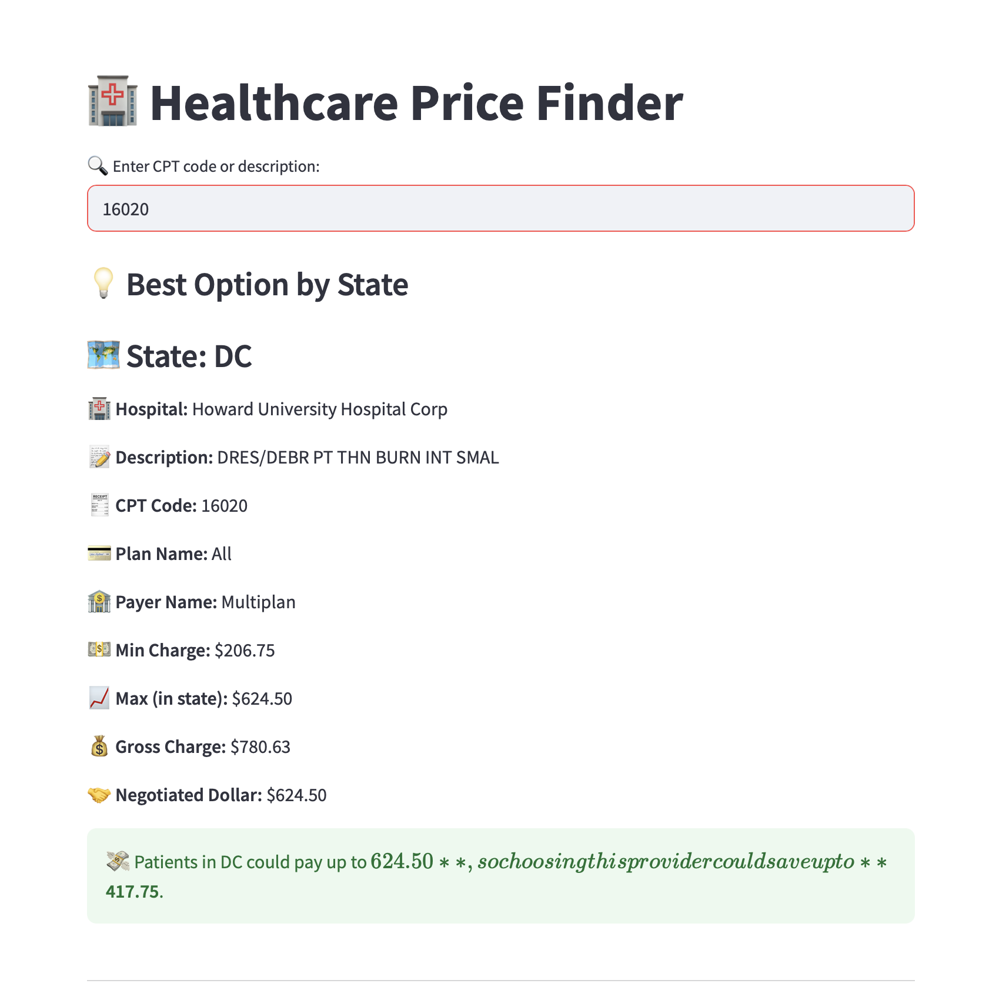 Healthcare Price Finder
Enter CPT code or description:
16020
Best Option by State
State: DC
Hospital: Howard University Hospital Corp
Description: DRES/DEBR PT THN BURN INT SMAL
CPT Code: 16020
Plan Name: All
Payer Name: Multiplan
Min Charge: $206.75
Max (in state): $624.50
Gross Charge: $780.63
Negotiated Dollar: $624.50
Patients in DC could pay up to 624.50 * *, sochoosingthisprovidercouldsaveupto * *
417.75.